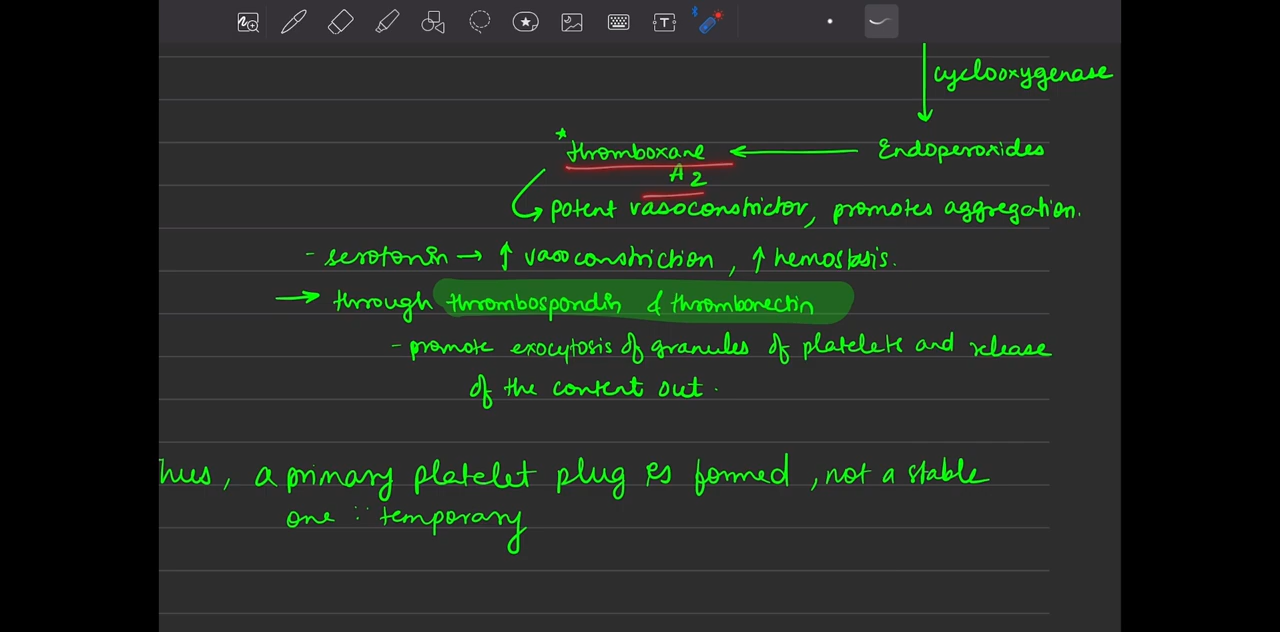 cyclooxygenase
*thromboxane ← Endoperoxides
A2
potent vasoconstrictor, promotes aggregation.
- serotonin → ↑ vasoconstriction, ↑ hemostasis.
→ through thrombospondin & thrombonectin
- promote exocytosis of granules of platelets and release
of the content out.
hus, a primary platelet plug is formed, not a stable
one ∵ temporary